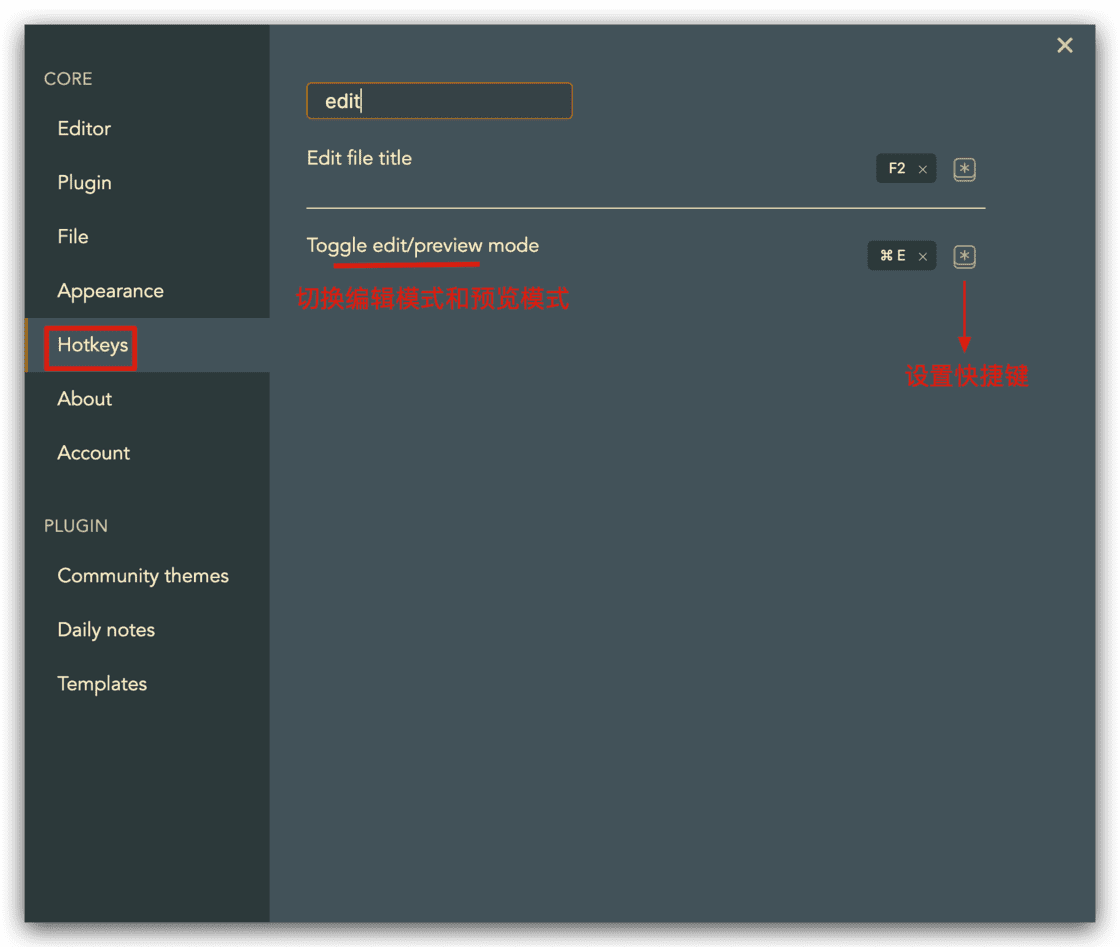 CORE
Editor
Plugin
File
Appearance
Hotkeys
About
Account
PLUGIN
Community themes
Daily notes
Templates
edit
Edit file title
F2 ×
Toggle edit/preview mode
⌘ E ×
切换编辑模式和预览模式
设置快捷键